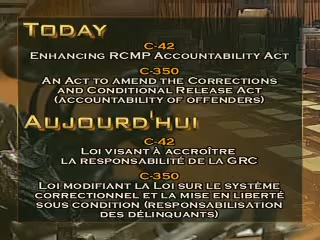 Today
C-42
Enhancing RCMP Accountability Act
C-350
An Act to amend the Corrections
and Conditional Release Act
(accountability of offenders)
Aujourd'hui
C-42
Loi visant à accroître
la responsabilité de la GRC
C-350
Loi modifiant la Loi sur le système
correctionnel et la mise en liberté
sous condition (responsabilisation
des délinquants)